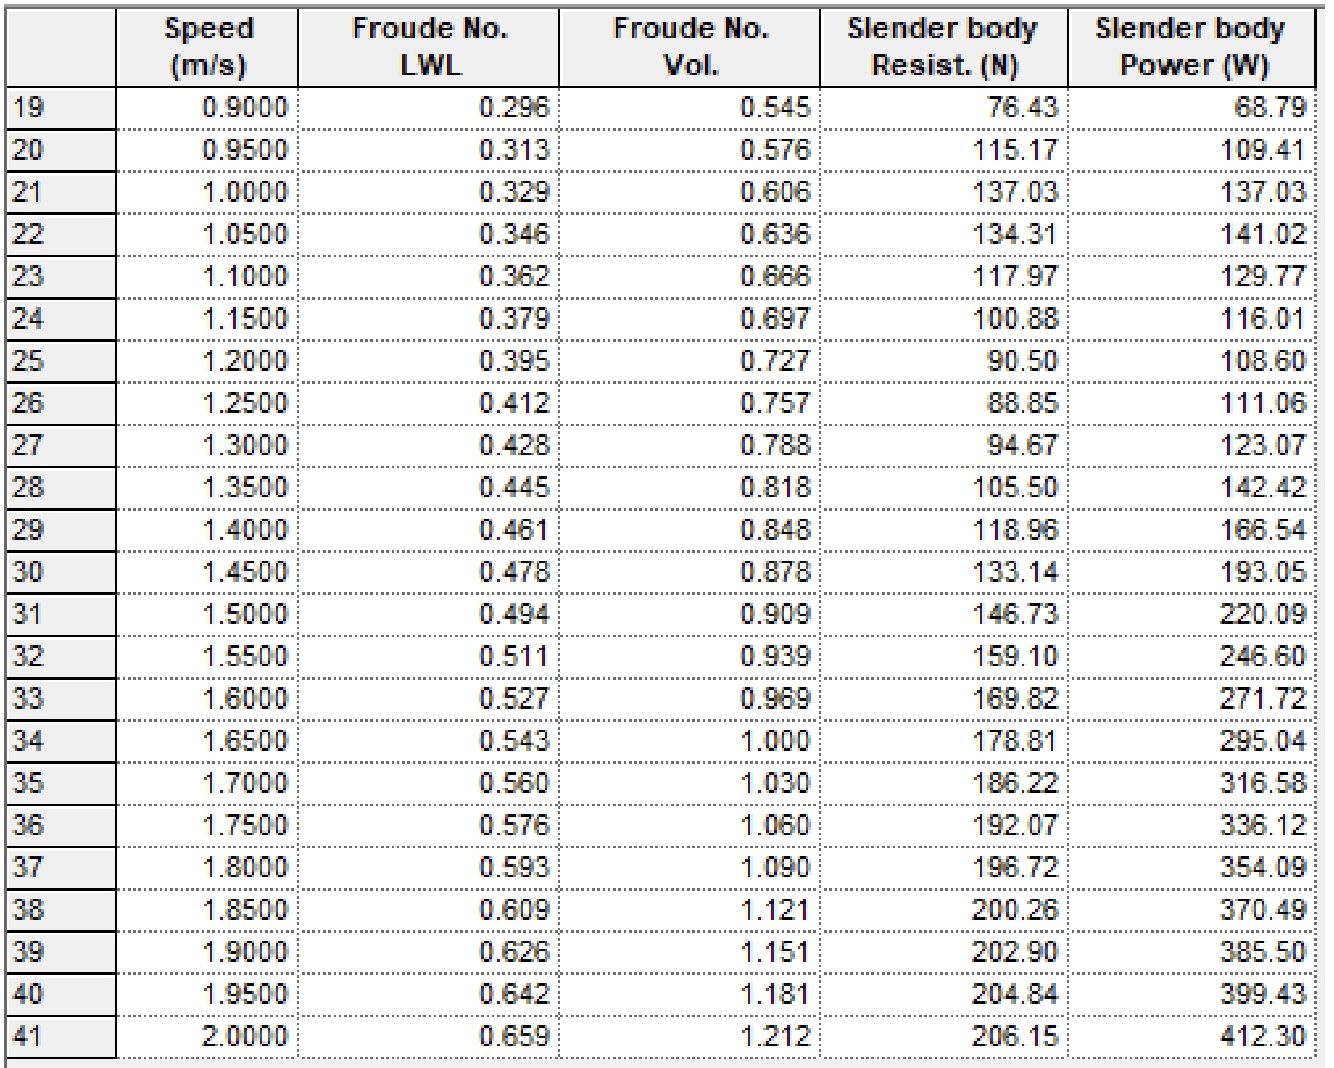 Speed Froude No. Froude No. Slender body Slender body
(m/s) LWL Vol. Resist. (N) Power (W)
19 0.9000 0.296 0.545 76.43 68.79
20 0.9500 0.313 0.576 115.17 109.41
21 1.0000 0.329 0.606 137.03 137.03
22 1.0500 0.346 0.636 134.31 141.02
23 1.1000 0.362 0.666 117.97 129.77
24 1.1500 0.379 0.697 100.88 116.01
25 1.2000 0.395 0.727 90.50 108.60
26 1.2500 0.412 0.757 88.85 111.06
27 1.3000 0.428 0.788 94.67 123.07
28 1.3500 0.445 0.818 105.50 142.42
29 1.4000 0.461 0.848 118.96 166.54
30 1.4500 0.478 0.878 133.14 193.05
31 1.5000 0.494 0.909 146.73 220.09
32 1.5500 0.511 0.939 159.10 246.60
33 1.6000 0.527 0.969 169.82 271.72
34 1.6500 0.543 1.000 178.81 295.04
35 1.7000 0.560 1.030 186.22 316.58
36 1.7500 0.576 1.060 192.07 336.12
37 1.8000 0.593 1.090 196.72 354.09
38 1.8500 0.609 1.121 200.26 370.49
39 1.9000 0.626 1.151 202.90 385.50
40 1.9500 0.642 1.181 204.84 399.43
41 2.0000 0.659 1.212 206.15 412.30